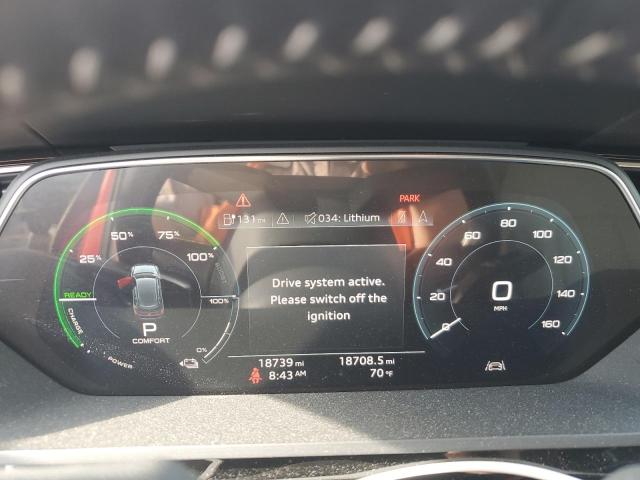 PARK
131 mi
034: Lithium
25%
50%
75%
100%
READY
CHARGE
POWER
100%
0%
P
COMFORT
Drive system active.
Please switch off the
ignition
18739 mi
18708.5 mi
8:43 AM
70 °F
0
20
40
60
80
100
120
140
160
0
MPH